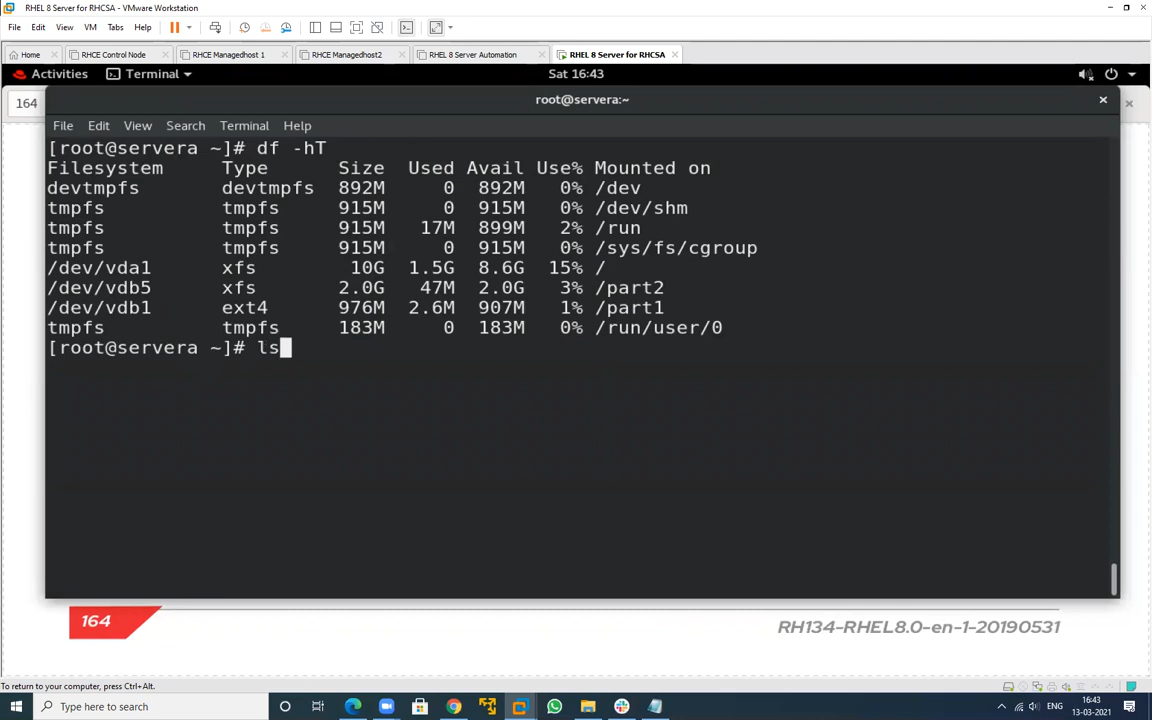 RHEL 8 Server for RHCSA - VMware Workstation
File Edit View VM Tabs Help
Home RHCE Control Node RHCE Managedhost 1 RHCE Managedhost2 RHEL 8 Server Automation RHEL 8 Server for RHCSA
Activities Terminal Sat 16:43
164
root@servera:~
File Edit View Search Terminal Help
[root@servera ~]# df -hT
Filesystem Type Size Used Avail Use% Mounted on
devtmpfs devtmpfs 892M 0 892M 0% /dev
tmpfs tmpfs 915M 0 915M 0% /dev/shm
tmpfs tmpfs 915M 17M 899M 2% /run
tmpfs tmpfs 915M 0 915M 0% /sys/fs/cgroup
/dev/vda1 xfs 10G 1.5G 8.6G 15% /
/dev/vdb5 xfs 2.0G 47M 2.0G 3% /part2
/dev/vdb1 ext4 976M 2.6M 907M 1% /part1
tmpfs tmpfs 183M 0 183M 0% /run/user/0
[root@servera ~]# ls
164 RH134-RHEL8.0-en-1-20190531
To return to your computer, press Ctrl+Alt.
Type here to search
ENG
16:43
13-03-2021